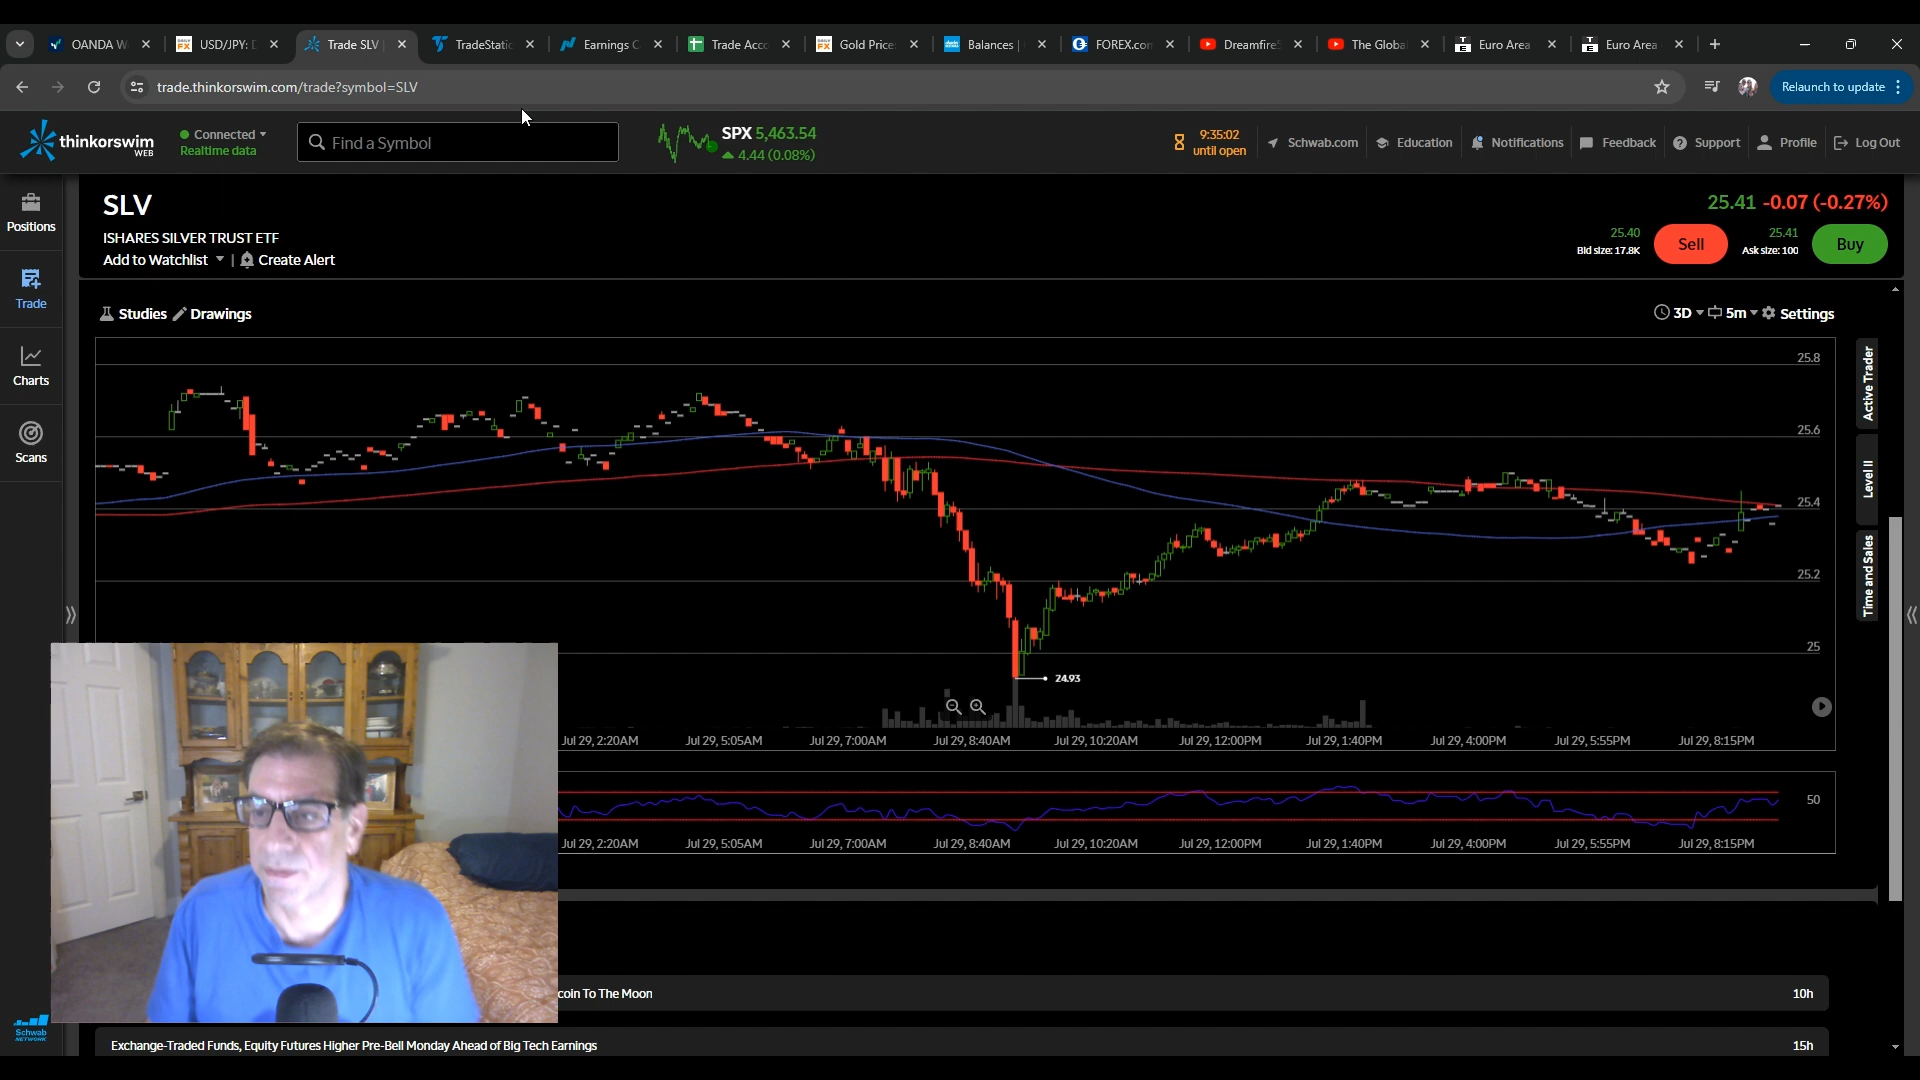 OANDA W
USD/JPY: D
Trade SLV |
TradeStatic
Earnings C
Trade Acco
Gold Price
Balances |
FOREX.com
DreamfireS
The Global
Euro Area
Euro Area
trade.thinkorswim.com/trade?symbol=SLV
Relaunch to update
thinkorswim
WEB
Connected
Realtime data
Find a Symbol
SPX 5,463.54
4.44 (0.08%)
9:35:02
until open
Schwab.com
Education
Notifications
Feedback
Support
Profile
Log Out
Positions
Trade
Charts
Scans
Schwab
NETWORK
SLV
ISHARES SILVER TRUST ETF
Add to Watchlist | Create Alert
25.41 -0.07 (-0.27%)
25.40
Bid size: 17.8K
Sell
25.41
Ask size: 100
Buy
Studies Drawings
3D 5m Settings
25.8
25.6
25.4
25.2
25
24.93
Active Trader
Level II
Time and Sales
Jul 29, 2:20AM Jul 29, 5:05AM Jul 29, 7:00AM Jul 29, 8:40AM Jul 29, 10:20AM Jul 29, 12:00PM Jul 29, 1:40PM Jul 29, 4:00PM Jul 29, 5:55PM Jul 29, 8:15PM
50
Jul 29, 2:20AM Jul 29, 5:05AM Jul 29, 7:00AM Jul 29, 8:40AM Jul 29, 10:20AM Jul 29, 12:00PM Jul 29, 1:40PM Jul 29, 4:00PM Jul 29, 5:55PM Jul 29, 8:15PM
coin To The Moon 10h
Exchange-Traded Funds, Equity Futures Higher Pre-Bell Monday Ahead of Big Tech Earnings 15h